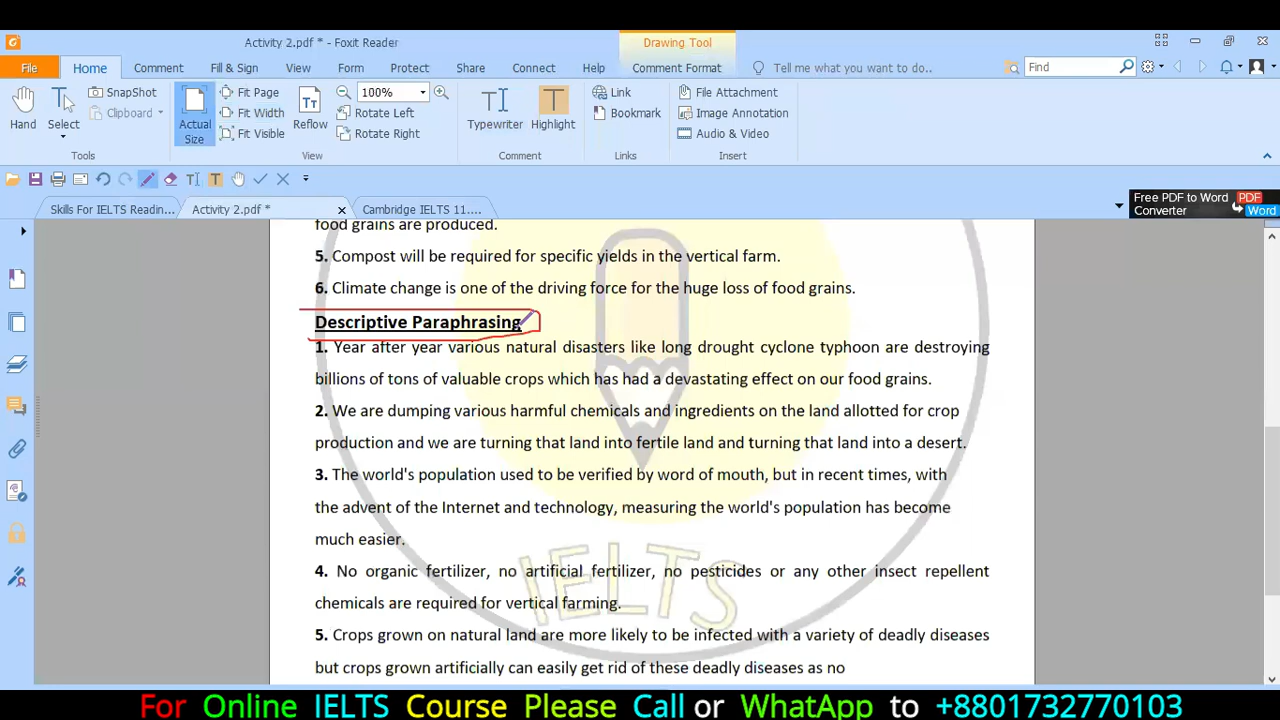 Activity 2.pdf * - Foxit Reader
Drawing Tool
File Home Comment Fill & Sign View Form Protect Share Connect Help Comment Format Tell me what you want to do.. Find
Hand Select SnapShot Clipboard Actual Size Fit Page Fit Width Fit Visible Reflow 100% Rotate Left Rotate Right Typewriter Highlight Link Bookmark File Attachment Image Annotation Audio & Video
Tools View Comment Links Insert
Skills For IELTS Readin... Activity 2.pdf * Cambridge IELTS 11....
Free PDF to Word Converter PDF Word
food grains are produced.
5. Compost will be required for specific yields in the vertical farm.
6. Climate change is one of the driving force for the huge loss of food grains.
Descriptive Paraphrasing
1. Year after year various natural disasters like long drought cyclone typhoon are destroying
billions of tons of valuable crops which has had a devastating effect on our food grains.
2. We are dumping various harmful chemicals and ingredients on the land allotted for crop
production and we are turning that land into fertile land and turning that land into a desert.
3. The world's population used to be verified by word of mouth, but in recent times, with
the advent of the Internet and technology, measuring the world's population has become
much easier.
4. No organic fertilizer, no artificial fertilizer, no pesticides or any other insect repellent
chemicals are required for vertical farming.
5. Crops grown on natural land are more likely to be infected with a variety of deadly diseases
but crops grown artificially can easily get rid of these deadly diseases as no
IELTS
For Online IELTS Course Please Call or WhatsApp to +8801732770103